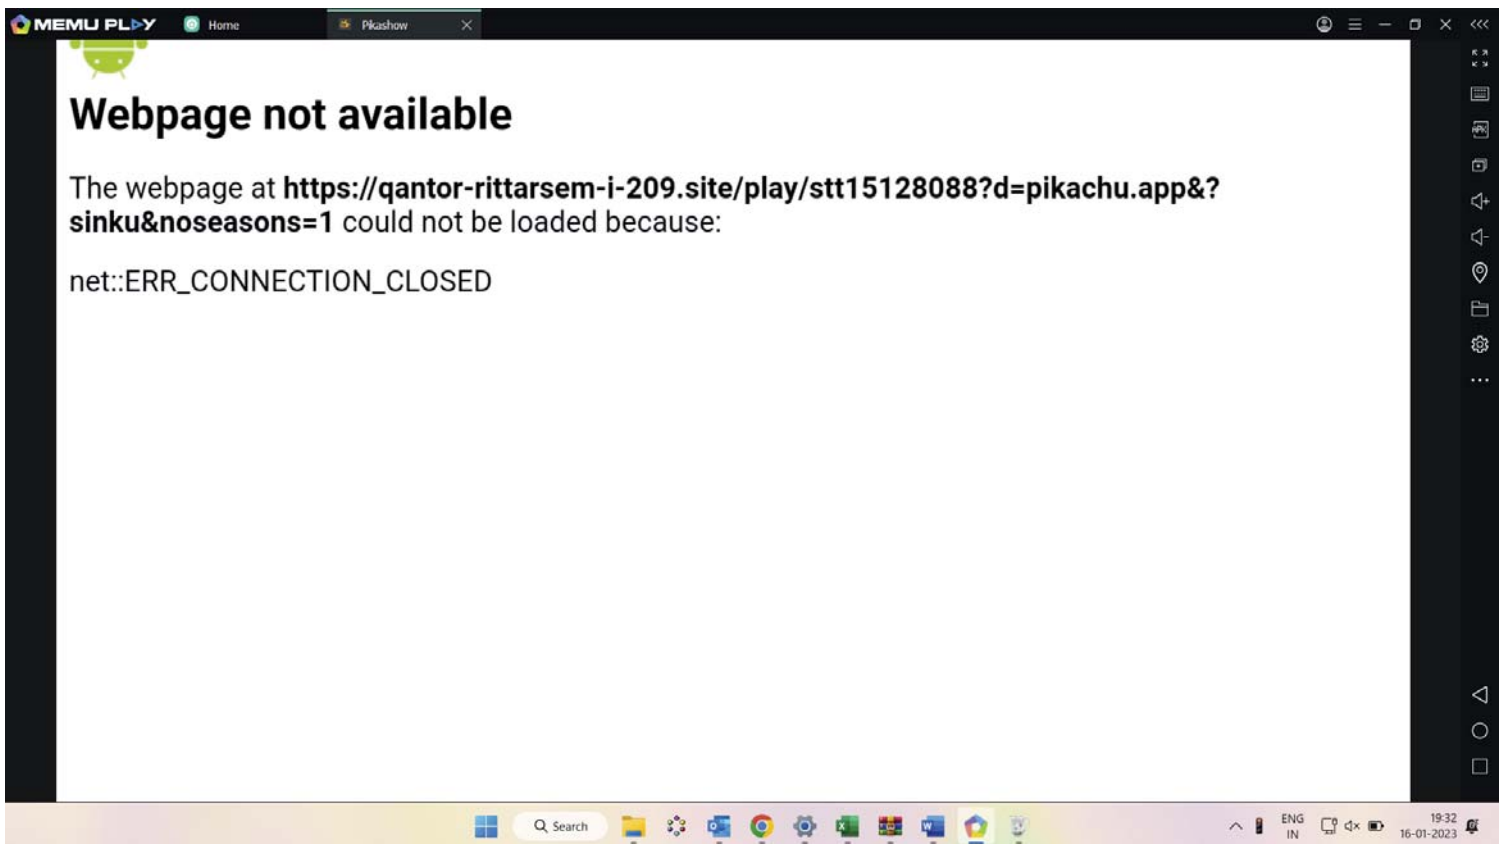 MEMU PLAY Home Pikashow
Webpage not available
The webpage at https://qantor-rittarsem-i-209.site/play/stt15128088?d=pikachu.app&?
sinku&noseasons=1 could not be loaded because:
net::ERR_CONNECTION_CLOSED
APK
Search
ENG
IN
19:32
16-01-2023